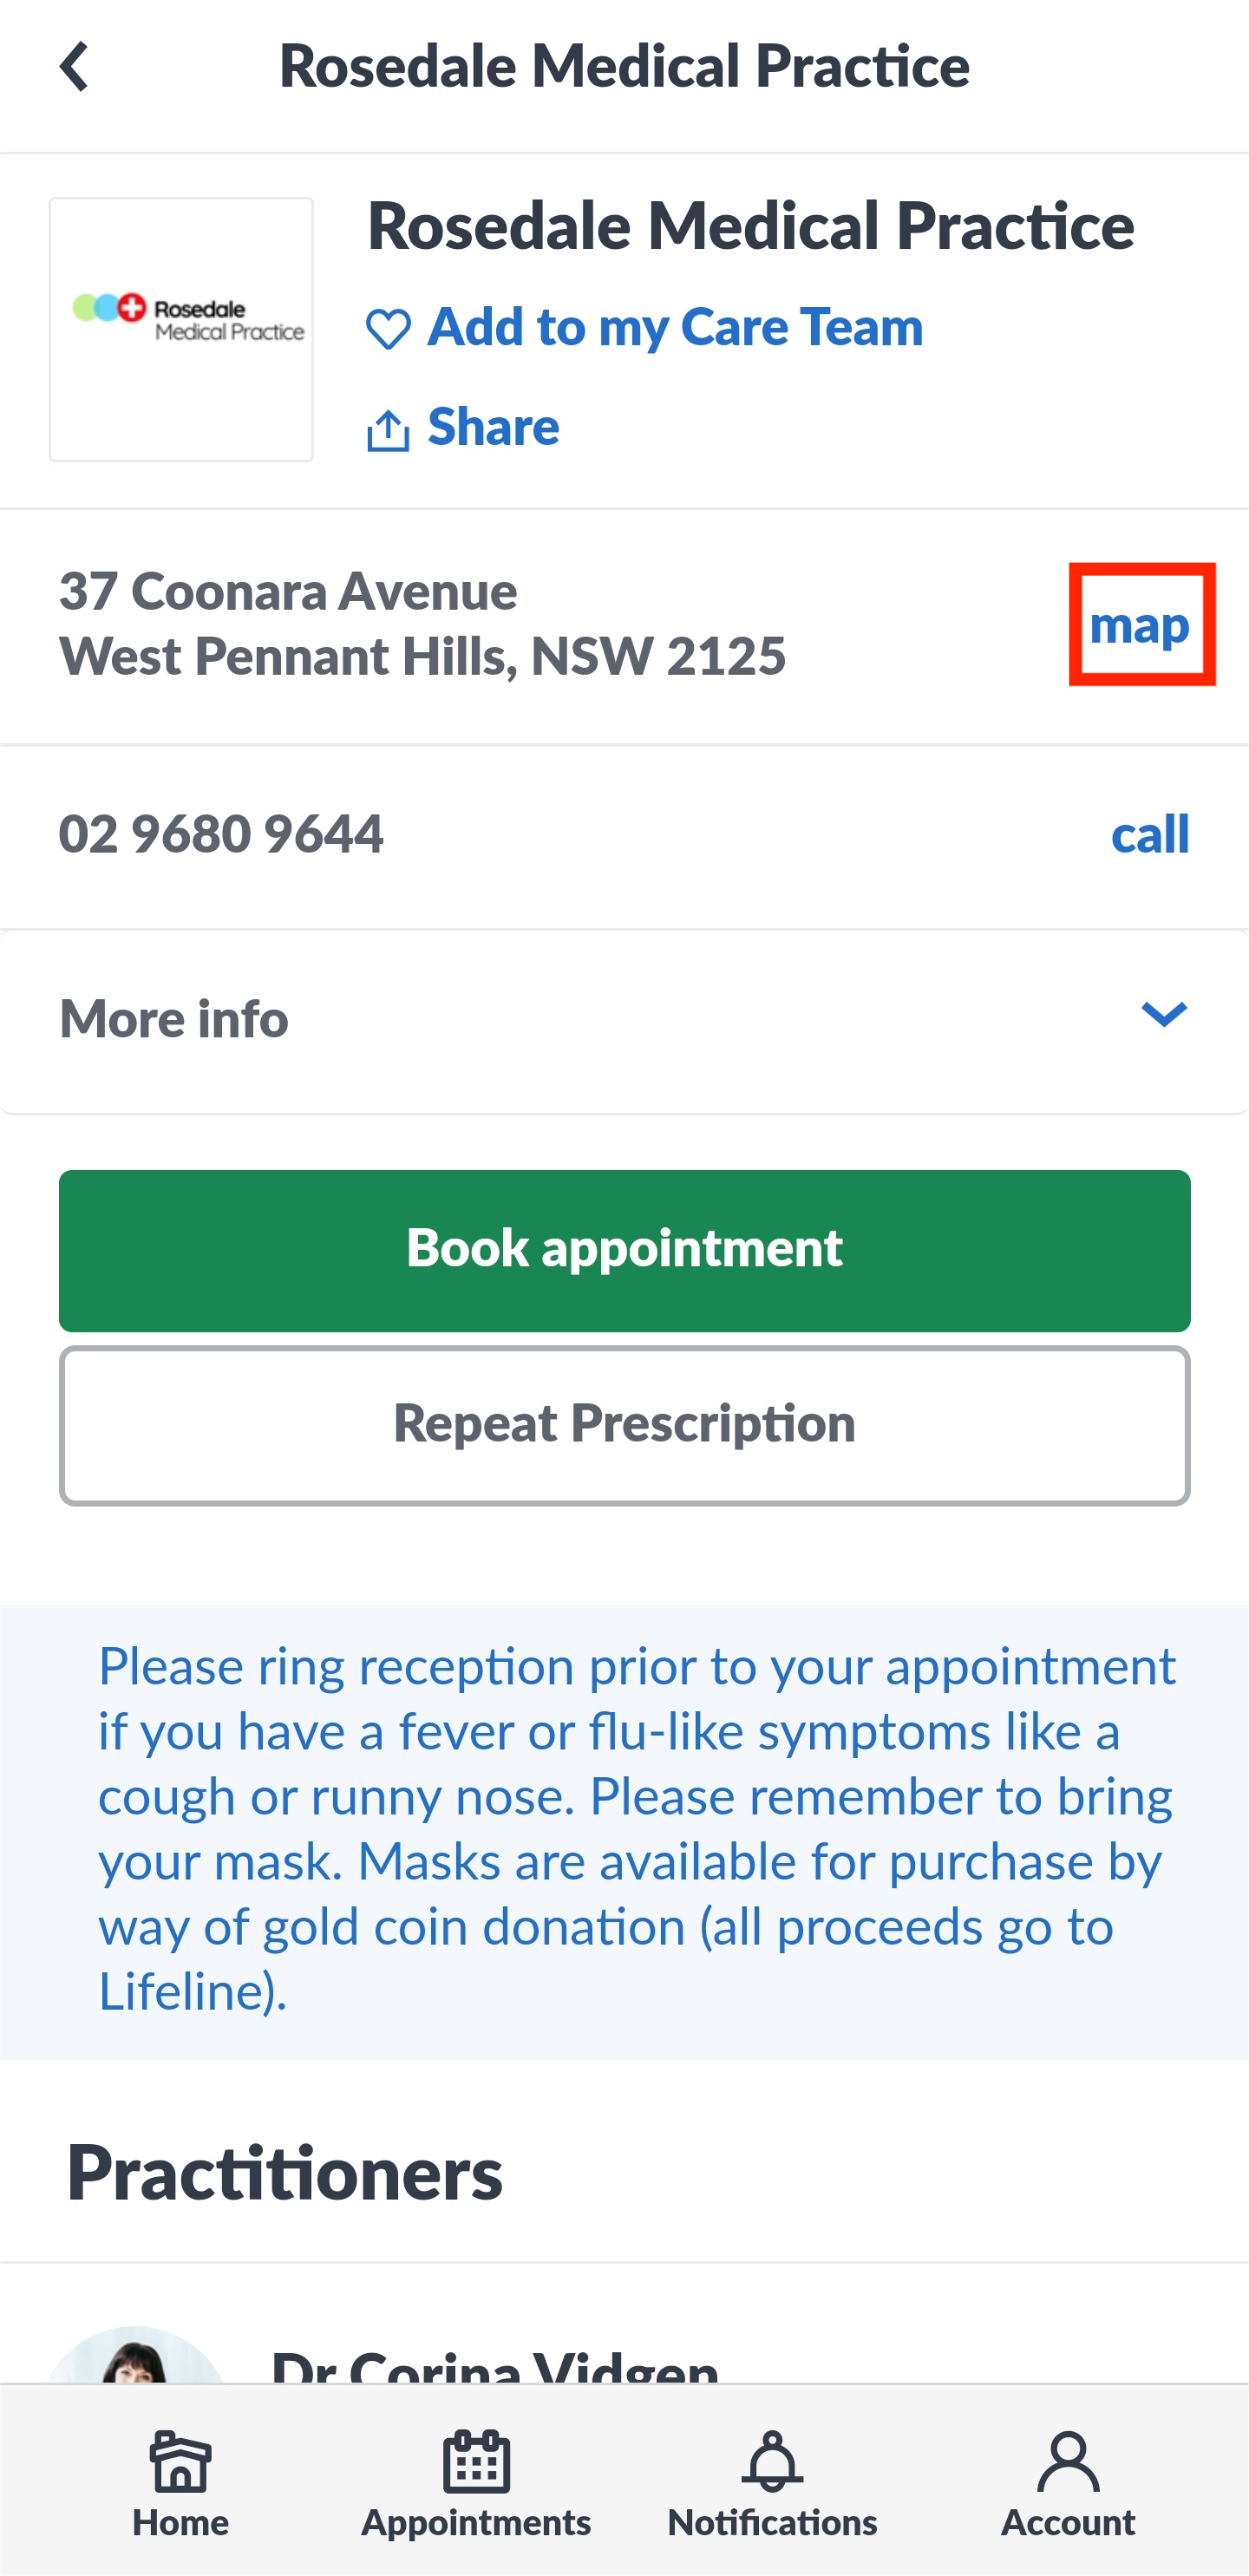 Rosedale Medical Practice
Rosedale
Medical Practice
Rosedale Medical Practice
Add to my Care Team
Share
37 Coonara Avenue
West Pennant Hills, NSW 2125
map
02 9680 9644
call
More info
Book appointment
Repeat Prescription
Please ring reception prior to your appointment
if you have a fever or flu-like symptoms like a
cough or runny nose. Please remember to bring
your mask. Masks are available for purchase by
way of gold coin donation (all proceeds go to
Lifeline).
Practitioners
Dr Corina Vidgen
Home
Appointments
Notifications
Account